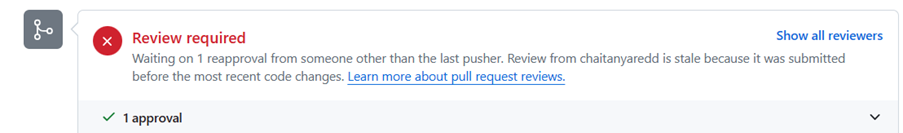 Review required
Show all reviewers
Waiting on 1 reapproval from someone other than the last pusher. Review from chaitanyaredd is stale because it was submitted
before the most recent code changes. Learn more about pull request reviews.
1 approval